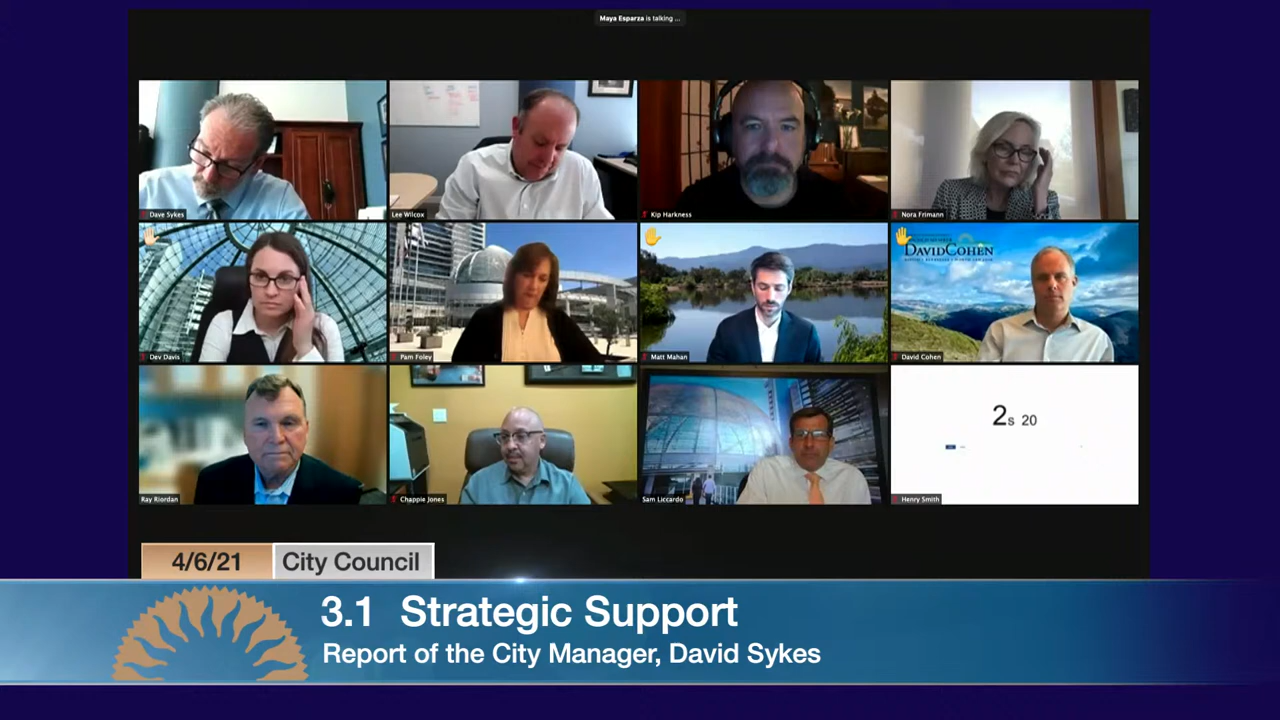 Maya Esparza is talking ...
Dave Sykes
Lee Wilcox
Kip Harkness
Nora Frimann
Dev Davis
Pam Foley
Matt Mahan
DAVID COHEN
David Cohen
Ray Riordan
Chappie Jones
Sam Liccardo
2s 20
Henry Smith
4/6/21 City Council
3.1 Strategic Support
Report of the City Manager, David Sykes